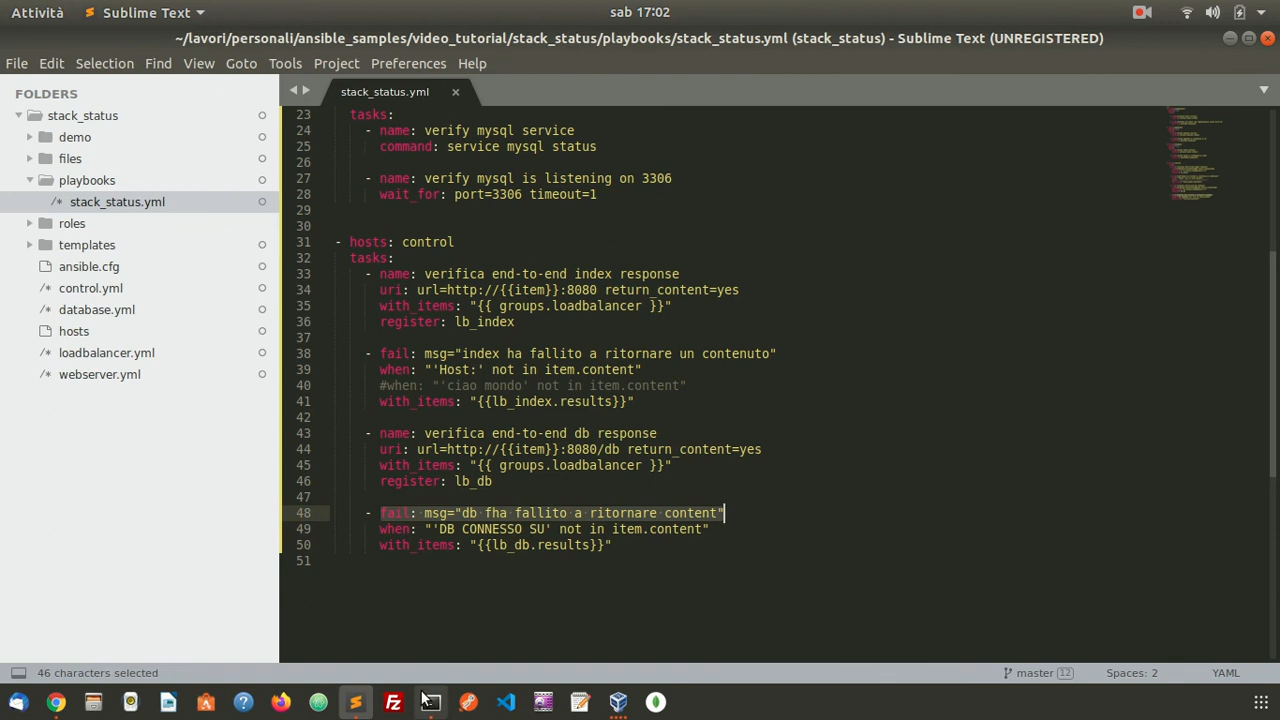 Attività
Sublime Text
sab 17:02
~/lavori/personali/ansible_samples/video_tutorial/stack_status/playbooks/stack_status.yml (stack_status) - Sublime Text (UNREGISTERED)
File Edit Selection Find View Goto Tools Project Preferences Help
FOLDERS
stack_status
demo
files
playbooks
/* stack_status.yml
roles
templates
ansible.cfg
/* control.yml
/* database.yml
hosts
/* loadbalancer.yml
/* webserver.yml
stack_status.yml
23 tasks:
24 - name: verify mysql service
25 command: service mysql status
26
27 - name: verify mysql is listening on 3306
28 wait_for: port=3306 timeout=1
29
30
31 - hosts: control
32 tasks:
33 - name: verifica end-to-end index response
34 uri: url=http://{{item}}:8080 return_content=yes
35 with_items: "{{ groups.loadbalancer }}"
36 register: lb_index
37
38 - fail: msg="index ha fallito a ritornare un contenuto"
39 when: "'Host:' not in item.content"
40 #when: "'ciao mondo' not in item.content"
41 with_items: "{{lb_index.results}}"
42
43 - name: verifica end-to-end db response
44 uri: url=http://{{item}}:8080/db return_content=yes
45 with_items: "{{ groups.loadbalancer }}"
46 register: lb_db
47
48 - fail: msg="db fha fallito a ritornare content"
49 when: "'DB CONNESSO SU' not in item.content"
50 with_items: "{{lb_db.results}}"
51
46 characters selected
master 12
Spaces: 2
YAML